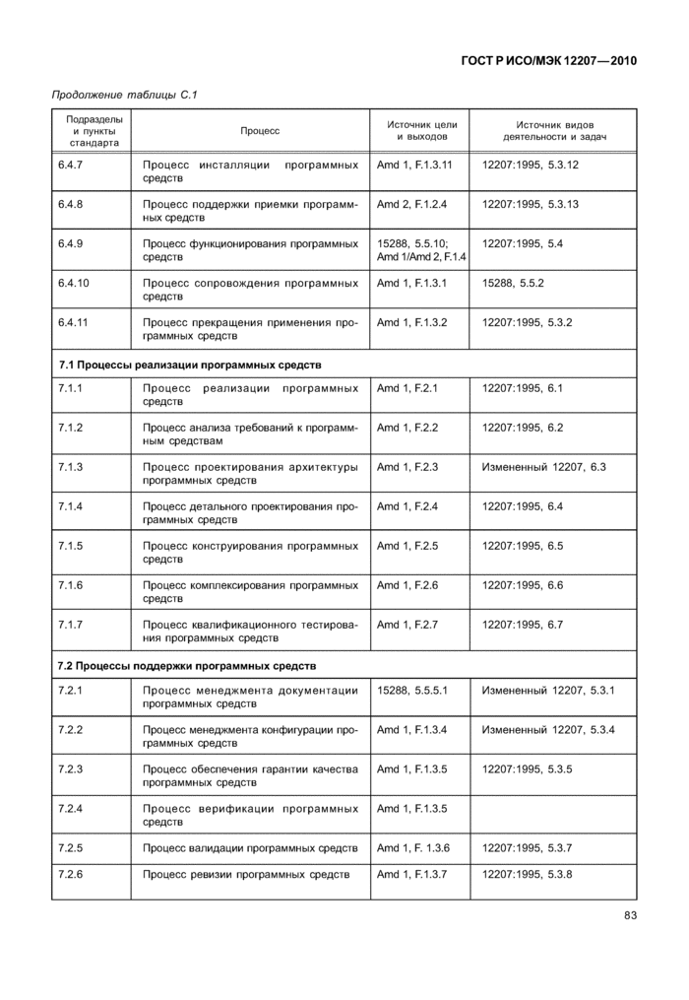 ГОСТ Р ИСО/МЭК 12207—2010
Продолжение таблицы С.1
Подразделы
и пункты
стандарта
Процесс
Источник цели
и выходов
Источник видов
деятельности и задач
6.4.7
Процесс инсталляции программных
средств
Amd 1, F.1.3.11
12207:1995, 5.3.12
6.4.8
Процесс поддержки приемки программ-
ных средств
Amd 2, F.1.2.4
12207:1995, 5.3.13
6.4.9
Процесс функционирования программных
средств
15288, 5.5.10;
Amd 1/Amd 2, F.1.4
12207:1995, 5.4
6.4.10
Процесс сопровождения программных
средств
Amd 1, F.1.3.1
15288, 5.5.2
6.4.11
Процесс прекращения применения про-
граммных средств
Amd 1, F.1.3.2
12207:1995, 5.3.2
7.1 Процессы реализации программных средств
7.1.1
Процесс реализации программных
средств
Amd 1, F.2.1
12207:1995, 6.1
7.1.2
Процесс анализа требований к программ-
ным средствам
Amd 1, F.2.2
12207:1995, 6.2
7.1.3
Процесс проектирования архитектуры
программных средств
Amd 1, F.2.3
Измененный 12207, 6.3
7.1.4
Процесс детального проектирования про-
граммных средств
Amd 1, F.2.4
12207:1995, 6.4
7.1.5
Процесс конструирования программных
средств
Amd 1, F.2.5
12207:1995, 6.5
7.1.6
Процесс комплексирования программных
средств
Amd 1, F.2.6
12207:1995, 6.6
7.1.7
Процесс квалификационного тестирова-
ния программных средств
Amd 1, F.2.7
12207:1995, 6.7
7.2 Процессы поддержки программных средств
7.2.1
Процесс менеджмента документации
программных средств
15288, 5.5.5.1
Измененный 12207, 5.3.1
7.2.2
Процесс менеджмента конфигурации про-
граммных средств
Amd 1, F.1.3.4
Измененный 12207, 5.3.4
7.2.3
Процесс обеспечения гарантии качества
программных средств
Amd 1, F.1.3.5
12207:1995, 5.3.5
7.2.4
Процесс верификации программных
средств
Amd 1, F.1.3.5
7.2.5
Процесс валидации программных средств
Amd 1, F. 1.3.6
12207:1995, 5.3.7
7.2.6
Процесс ревизии программных средств
Amd 1, F.1.3.7
12207:1995, 5.3.8
83